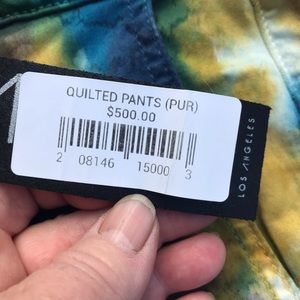 QUILTED PANTS (PUR)
$500.00
2 08146 15000 3
LOS ANGELES